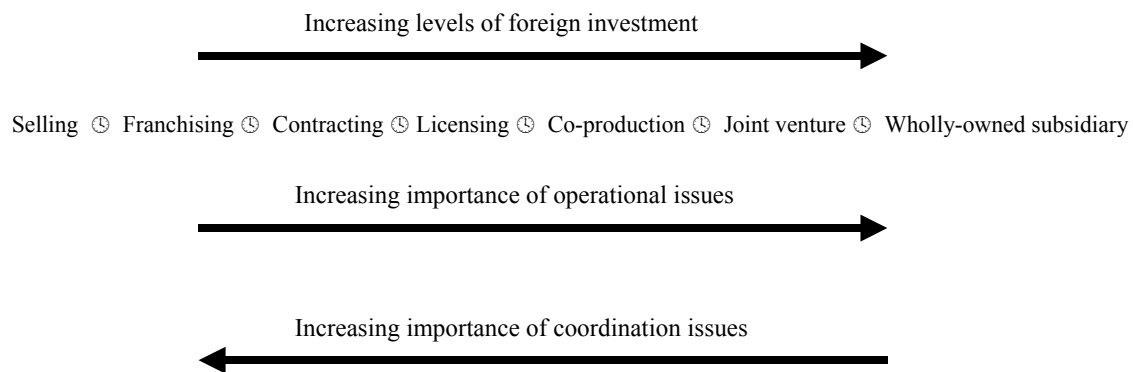 Increasing levels of foreign investment
Selling 🕓 Franchising 🕓 Contracting 🕓 Licensing 🕓 Co-production 🕓 Joint venture 🕓 Wholly-owned subsidiary
Increasing importance of operational issues
Increasing importance of coordination issues